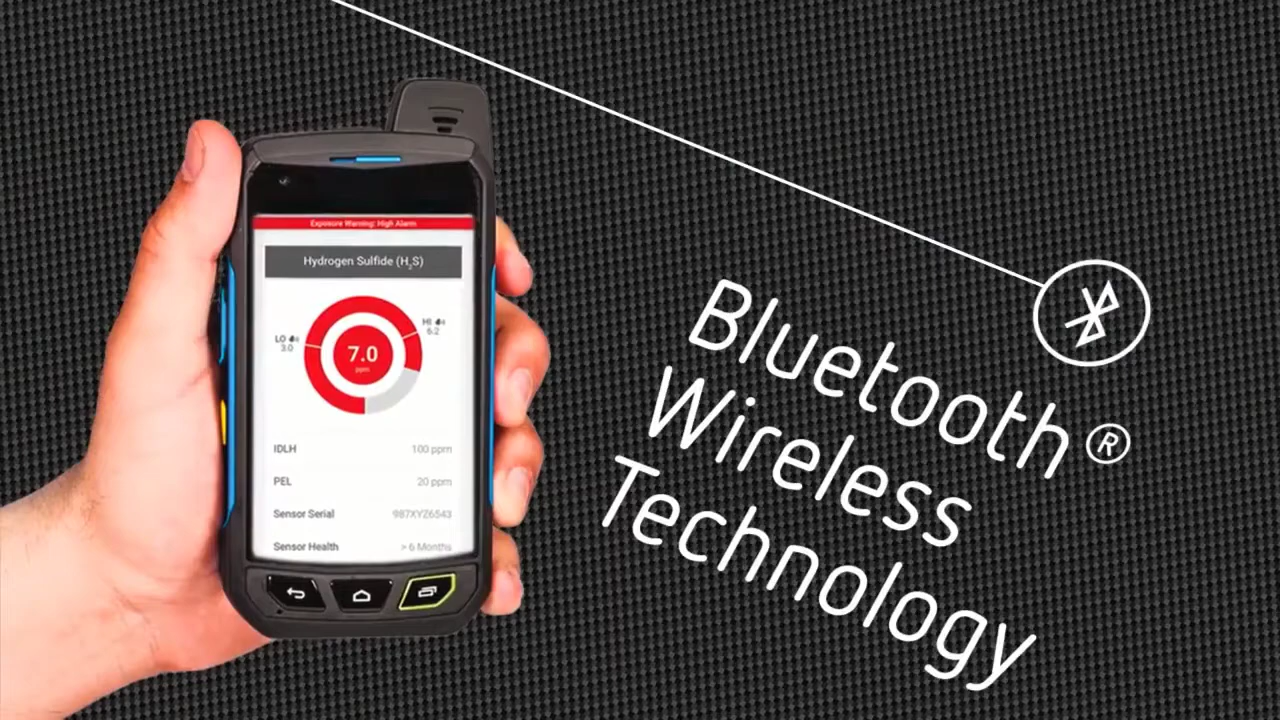 Exposure Warning: High Alarm
Hydrogen Sulfide (H₂S)
HI
6.2
LO
3.0
7.0
ppm
IDLH 100 ppm
PEL 20 ppm
Sensor Serial 987XYZ6543
Sensor Health > 6 Months
Bluetooth®
Wireless
Technology